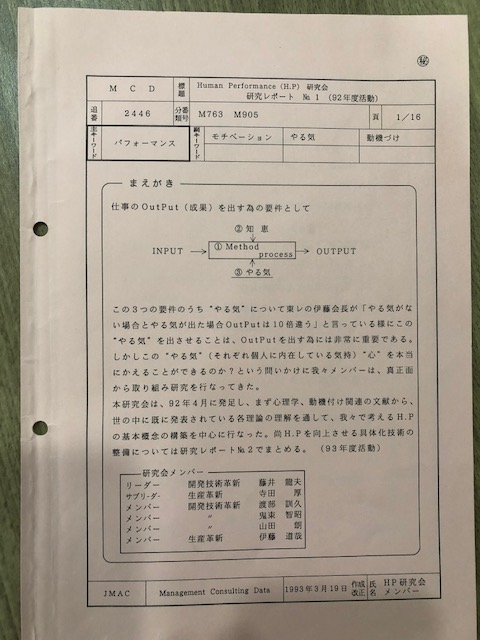 ㊙
MCD 標題 Human Performance (H.P) 研究会
研究レポート №1 (92年度活動)
追番 2446 分類番号 M763 M905 頁 1/16
主キーワード パフォーマンス 副キーワード モチベーション やる気 動機づけ
まえがき
仕事のOutPut(成果)を出す為の要件として
②知 恵
INPUT ①Method process OUTPUT
③やる気
この3つの要件のうち“やる気”について東レの伊藤会長が「やる気がな
い場合とやる気が出た場合OutPutは10倍違う」と言っている様にこの
“やる気”を出させることは、OutPutを出す為には非常に重要である。
しかしこの“やる気”(それぞれ個人に内在している気持)“心”を本当
にかえることができるのか?という問いかけに我々メンバーは、真正面
から取り組み研究を行なってきた。
本研究会は、92年4月に発足し、まず心理学、動機付け関連の文献から、
世の中に既に発表されている各理論の理解を通して、我々で考えるH.P
の基本概念の構築を中心に行なった。尚H.Pを向上させる具体化技術の
整備については研究レポート№2でまとめる。(93年度活動)
研究会メンバー
リーダー 開発技術革新 藤井 龍夫
サブリーダー 生産革新 寺田 厚
メンバー 開発技術革新 渡部 訓久
メンバー 〃 鬼束 智昭
メンバー 〃 山田 朗
メンバー 生産革新 伊藤 道哉
JMAC Management Consulting Data 1993年3月19日 作成改正 氏名 HP研究会メンバー